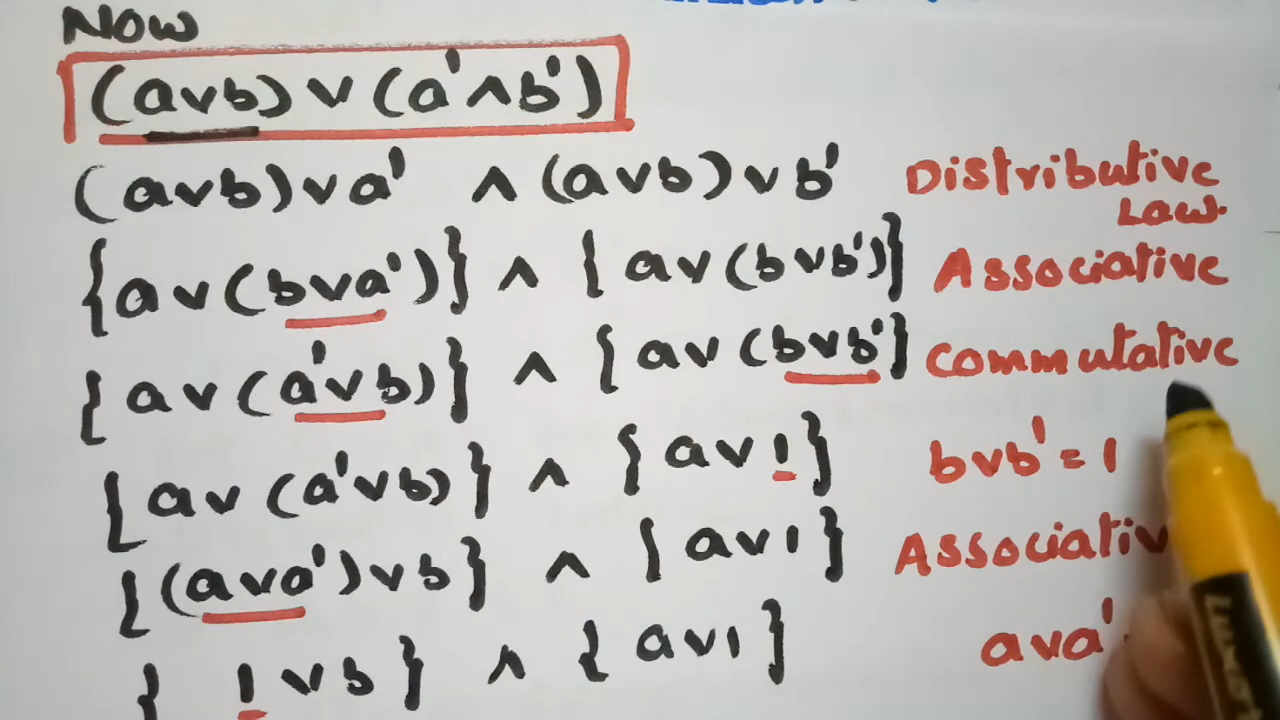 Now
(a∨b) ∨ (a'∧b')
(a∨b)∨a' ∧ (a∨b)∨b' Distributive
Law.
{a∨(b∨a')} ∧ {a∨(b∨b')} Associative
{a∨(a'∨b)} ∧ {a∨(b∨b'} Commutative
{a∨(a'∨b)} ∧ {a∨1} b∨b'=1
{(a∨a')∨b} ∧ {a∨1} Associativ
{1∨b} ∧ {a∨1} a∨a'